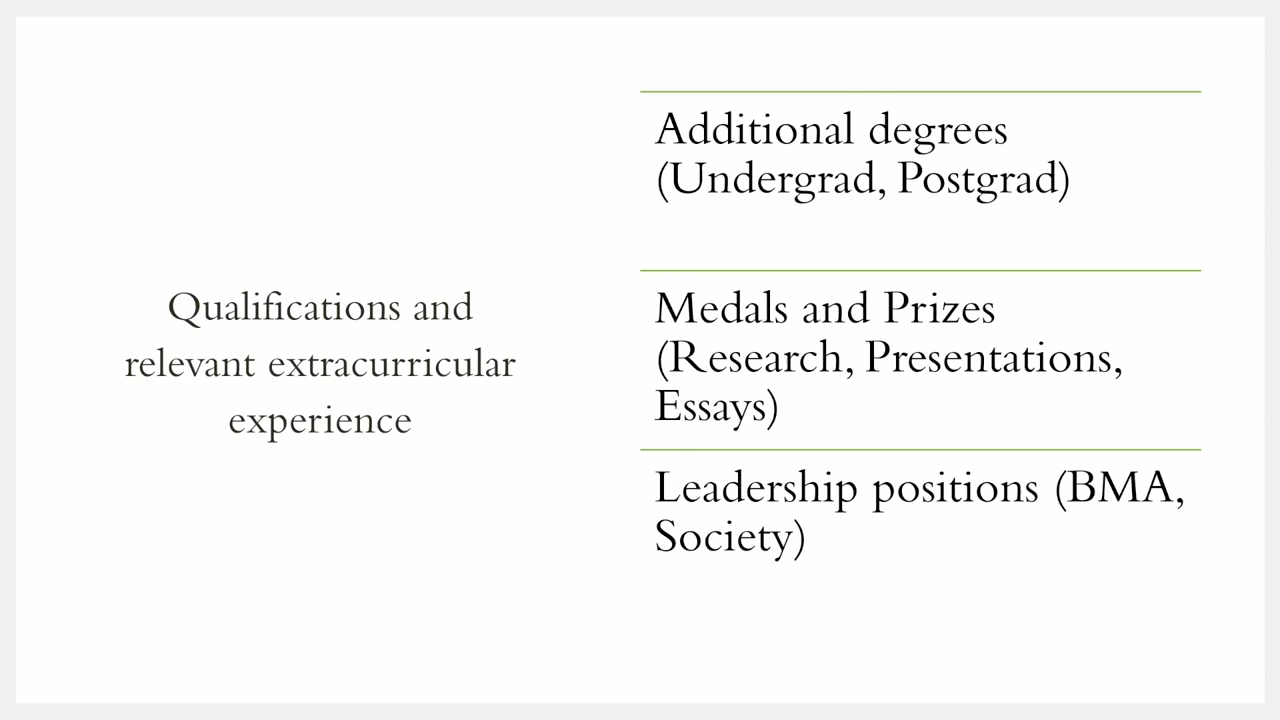 Qualifications and
relevant extracurricular
experience
Additional degrees
(Undergrad, Postgrad)
Medals and Prizes
(Research, Presentations,
Essays)
Leadership positions (BMA,
Society)